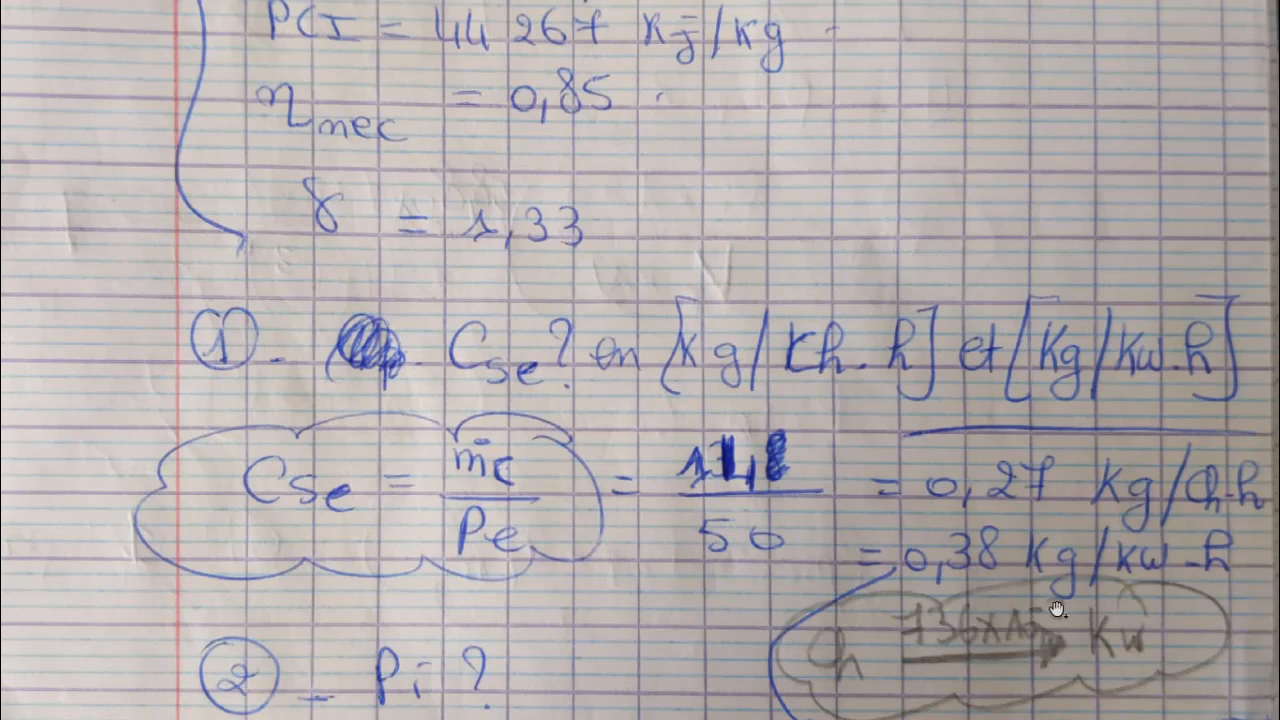 PCI = 44 267 KJ/Kg
η mec = 0,85
γ = 1,33
1 - Cse? en [Kg/Ch.h] et [Kg/Kw.h]
Cse = ṁc / Pe = / 50 = 0,27 Kg/Ch.h
= 0,38 Kg/Kw-h
Ch → Kw
2 - Pi ?